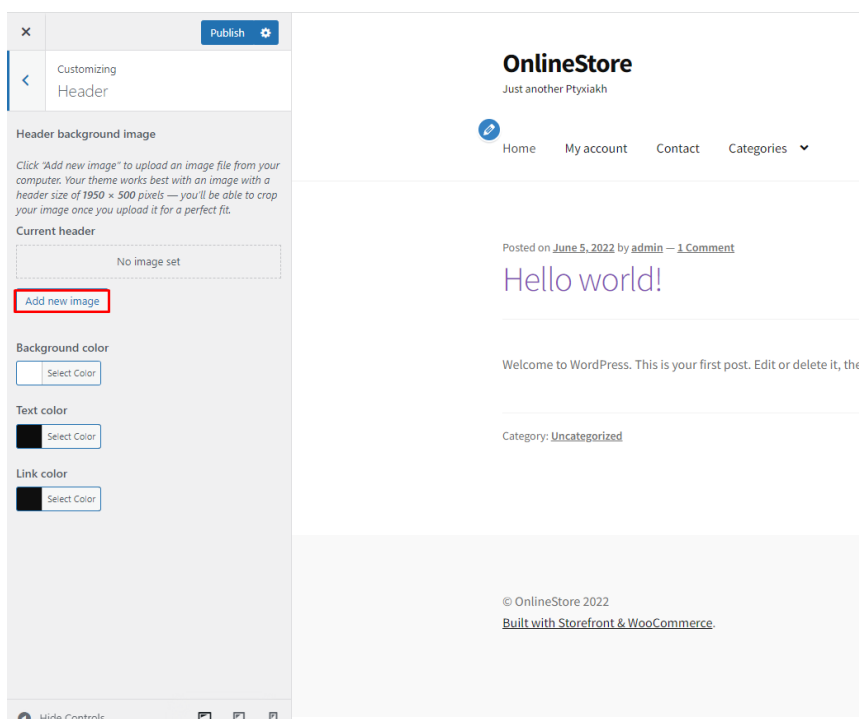 Publish
Customizing
Header
Header background image
Click "Add new image" to upload an image file from your
computer. Your theme works best with an image with a
header size of 1950 × 500 pixels — you'll be able to crop
your image once you upload it for a perfect fit.
Current header
No image set
Add new image
Background color
Select Color
Text color
Select Color
Link color
Select Color
Hide Controls
OnlineStore
Just another Ptyxiakh
Home My account Contact Categories
Posted on June 5, 2022 by admin — 1 Comment
Hello world!
Welcome to WordPress. This is your first post. Edit or delete it, the
Category: Uncategorized
© OnlineStore 2022
Built with Storefront & WooCommerce.